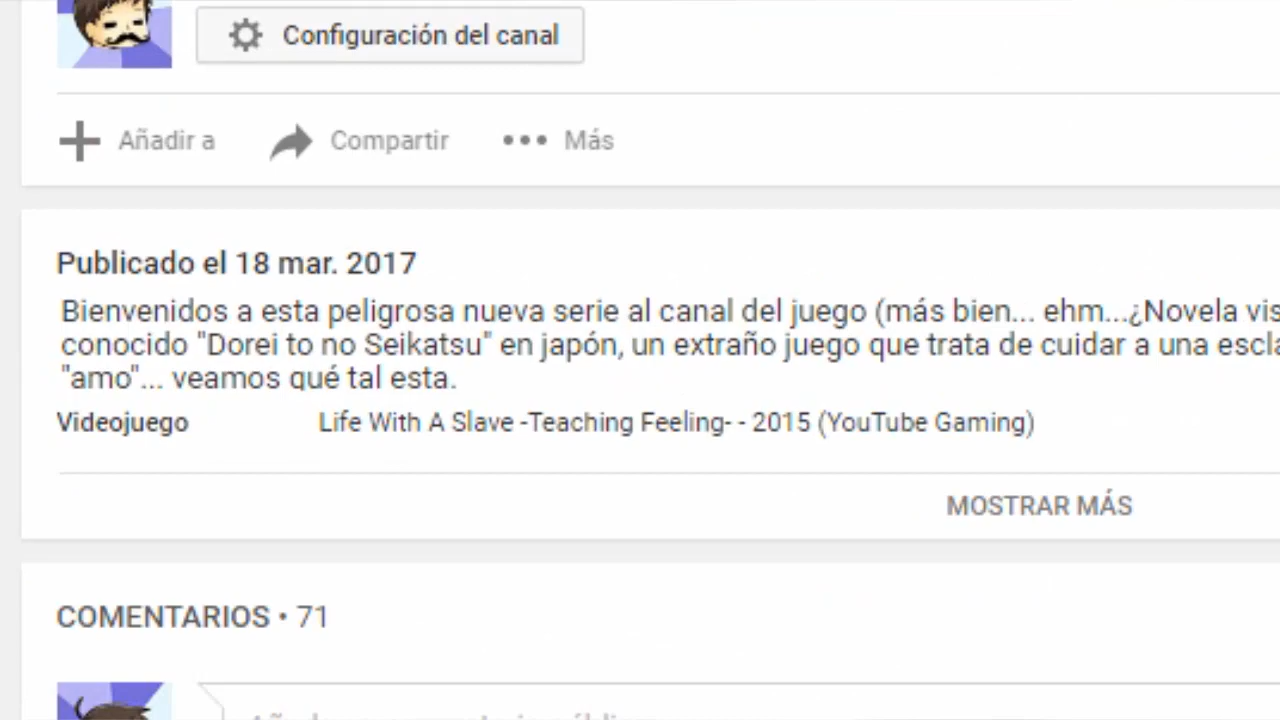 Configuración del canal
Añadir a Compartir Más
Publicado el 18 mar. 2017
Bienvenidos a esta peligrosa nueva serie al canal del juego (más bien... ehm...¿Novela vis
conocido "Dorei to no Seikatsu" en japón, un extraño juego que trata de cuidar a una escla
"amo"... veamos qué tal esta.
Videojuego Life With A Slave -Teaching Feeling- - 2015 (YouTube Gaming)
MOSTRAR MÁS
COMENTARIOS • 71